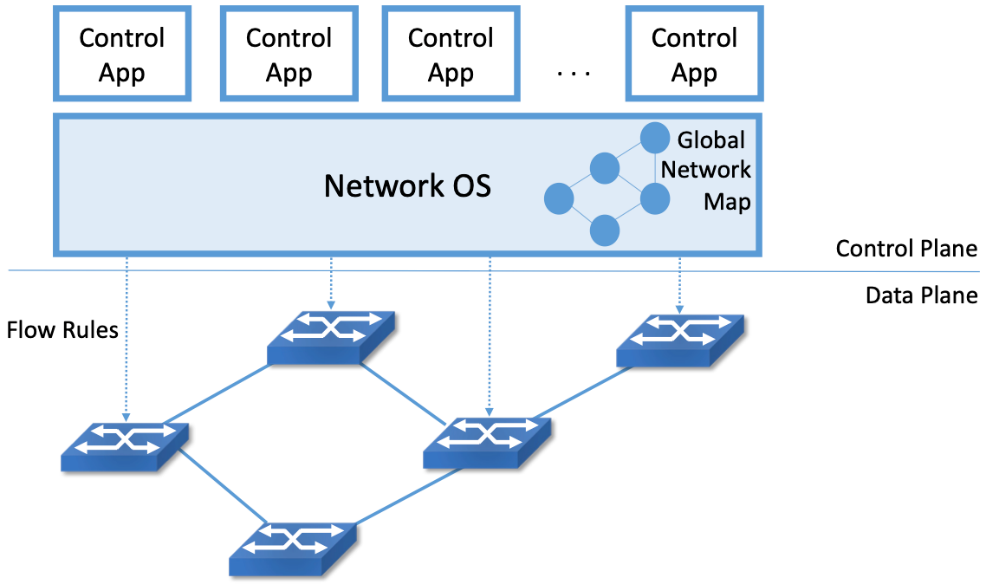 Control
App
Control
App
Control
App
. . .
Control
App
Network OS
Global
Network
Map
Control Plane
Data Plane
Flow Rules